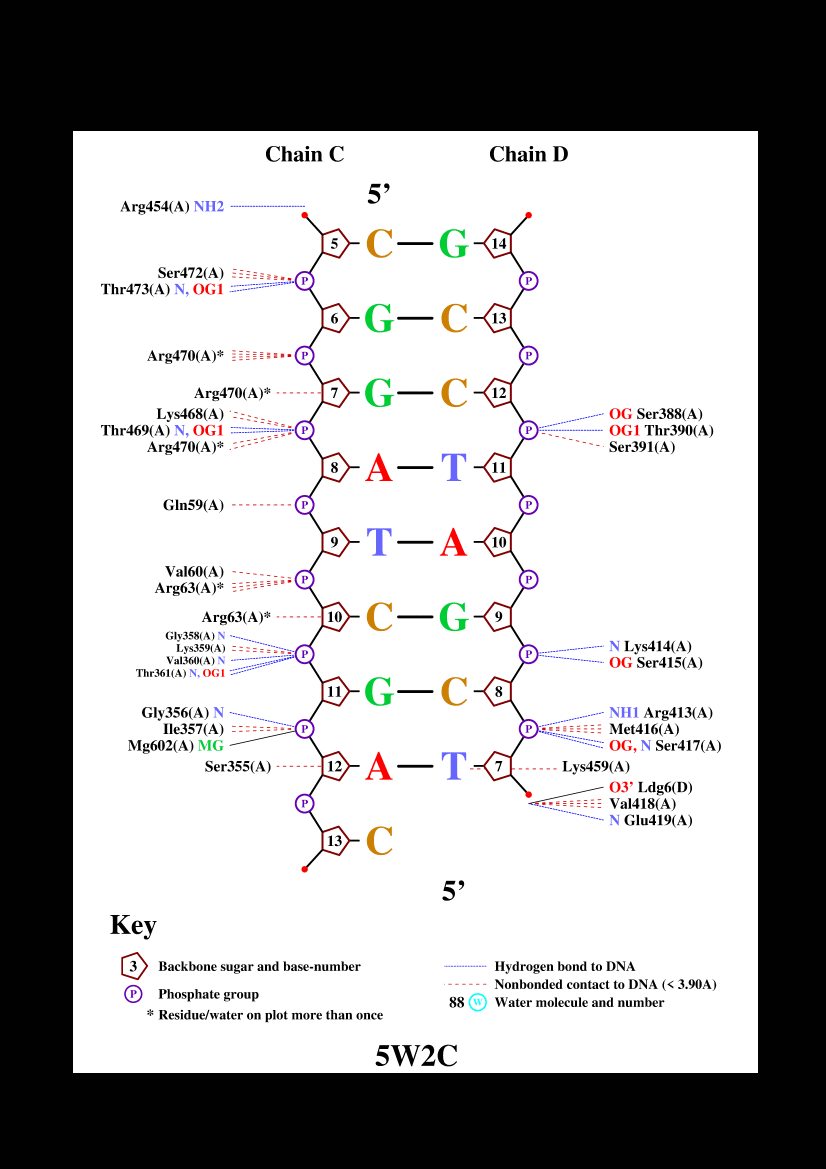 Chain C Chain D
5’
Arg454(A) NH2
5 C G 14
Ser472(A)
P P
Thr473(A) N, OG1
6 G C 13
Arg470(A)* P P
Arg470(A)* 7 G C 12
Lys468(A) OG Ser388(A)
Thr469(A) N, OG1 P P OG1 Thr390(A)
Arg470(A)* Ser391(A)
8 A T 11
Gln59(A) P P
9 T A 10
Val60(A)
P P
Arg63(A)*
Arg63(A)* 10 C G 9
Gly358(A) N
Lys359(A) N Lys414(A)
P P
Val360(A) N OG Ser415(A)
Thr361(A) N, OG1
11 G C 8
Gly356(A) N NH1 Arg413(A)
Ile357(A) P P Met416(A)
Mg602(A) MG OG, N Ser417(A)
Ser355(A) 12 A T 7 Lys459(A)
O3’ Ldg6(D)
P Val418(A)
N Glu419(A)
13 C
5’
Key
3 Backbone sugar and base-number
P Phosphate group
* Residue/water on plot more than once
Hydrogen bond to DNA
Nonbonded contact to DNA (< 3.90A)
88 W Water molecule and number
5W2C